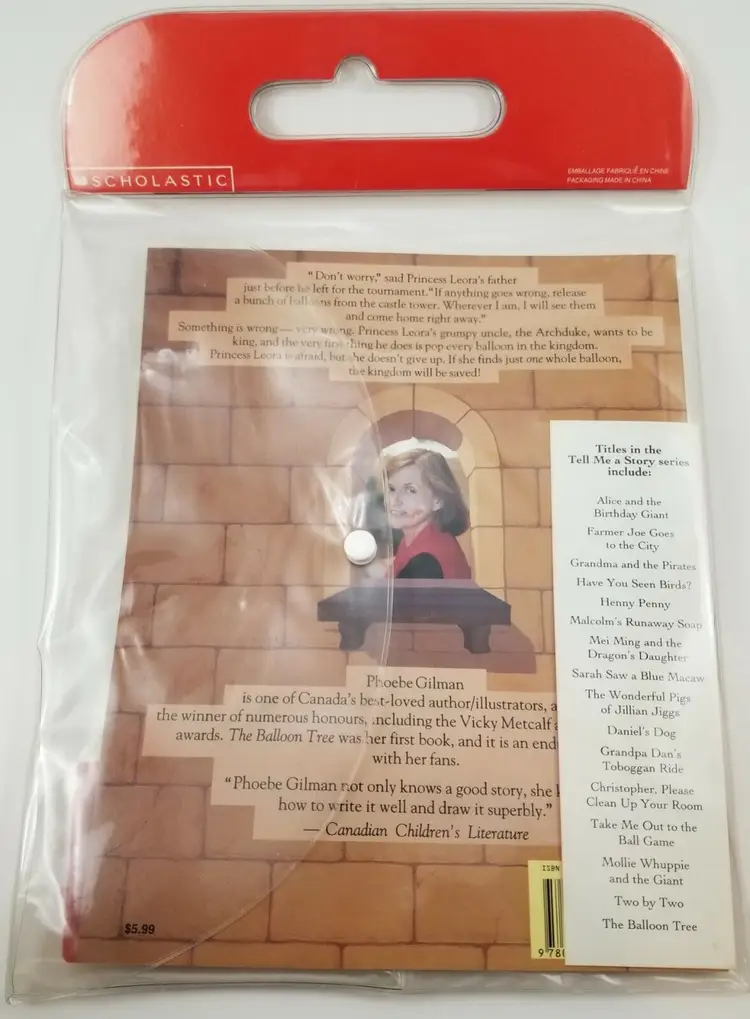 SCHOLASTIC
EMBALLAGE FABRIQUÉ EN CHINE
PACKAGING MADE IN CHINA
"Don't worry," said Princess Leora's father
just before he left for the tournament. "If anything goes wrong, release
a bunch of balloons from the castle tower. Wherever I am, I will see them
and come home right away."
Something is wrong — very wrong. Princess Leora's grumpy uncle, the Archduke, wants to be
king, and the very first thing he does is pop every balloon in the kingdom.
Princess Leora is afraid, but she doesn't give up. If she finds just one whole balloon,
the kingdom will be saved!
Phoebe Gilman
is one of Canada's best-loved author/illustrators, a
the winner of numerous honours, including the Vicky Metcalf
awards. The Balloon Tree was her first book, and it is an end
with her fans.
"Phoebe Gilman not only knows a good story, she
how to write it well and draw it superbly."
— Canadian Children's Literature
$5.99
ISBN
9 78
Titles in the
Tell Me a Story series
include:
Alice and the
Birthday Giant
Farmer Joe Goes
to the City
Grandma and the Pirates
Have You Seen Birds?
Henny Penny
Malcolm's Runaway Soap
Mei Ming and the
Dragon's Daughter
Sarah Saw a Blue Macaw
The Wonderful Pigs
of Jillian Jiggs
Daniel's Dog
Grandpa Dan's
Toboggan Ride
Christopher, Please
Clean Up Your Room
Take Me Out to the
Ball Game
Mollie Whuppie
and the Giant
Two by Two
The Balloon Tree